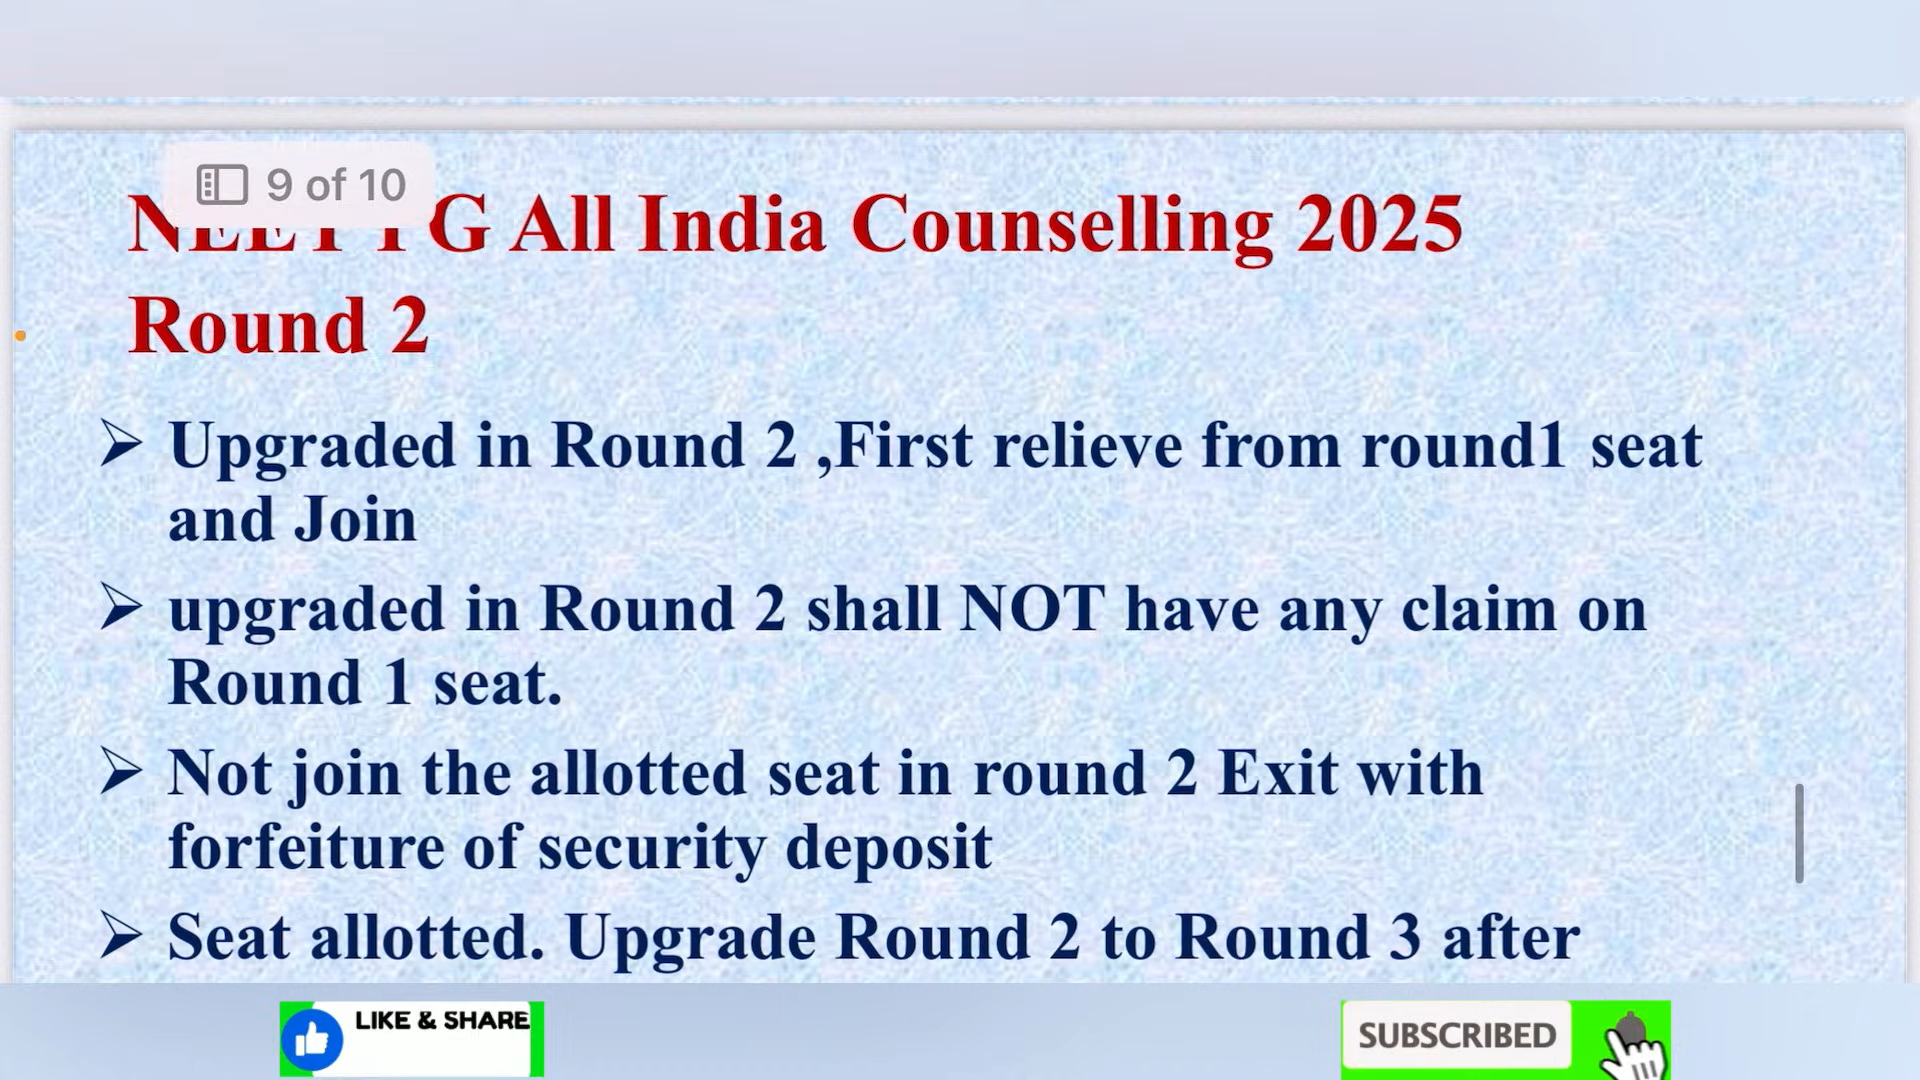 9 of 10
NEET PG All India Counselling 2025
Round 2
➢ Upgraded in Round 2 ,First relieve from round1 seat
and Join
➢ upgraded in Round 2 shall NOT have any claim on
Round 1 seat.
➢ Not join the allotted seat in round 2 Exit with
forfeiture of security deposit
➢ Seat allotted. Upgrade Round 2 to Round 3 after
LIKE & SHARE
SUBSCRIBED